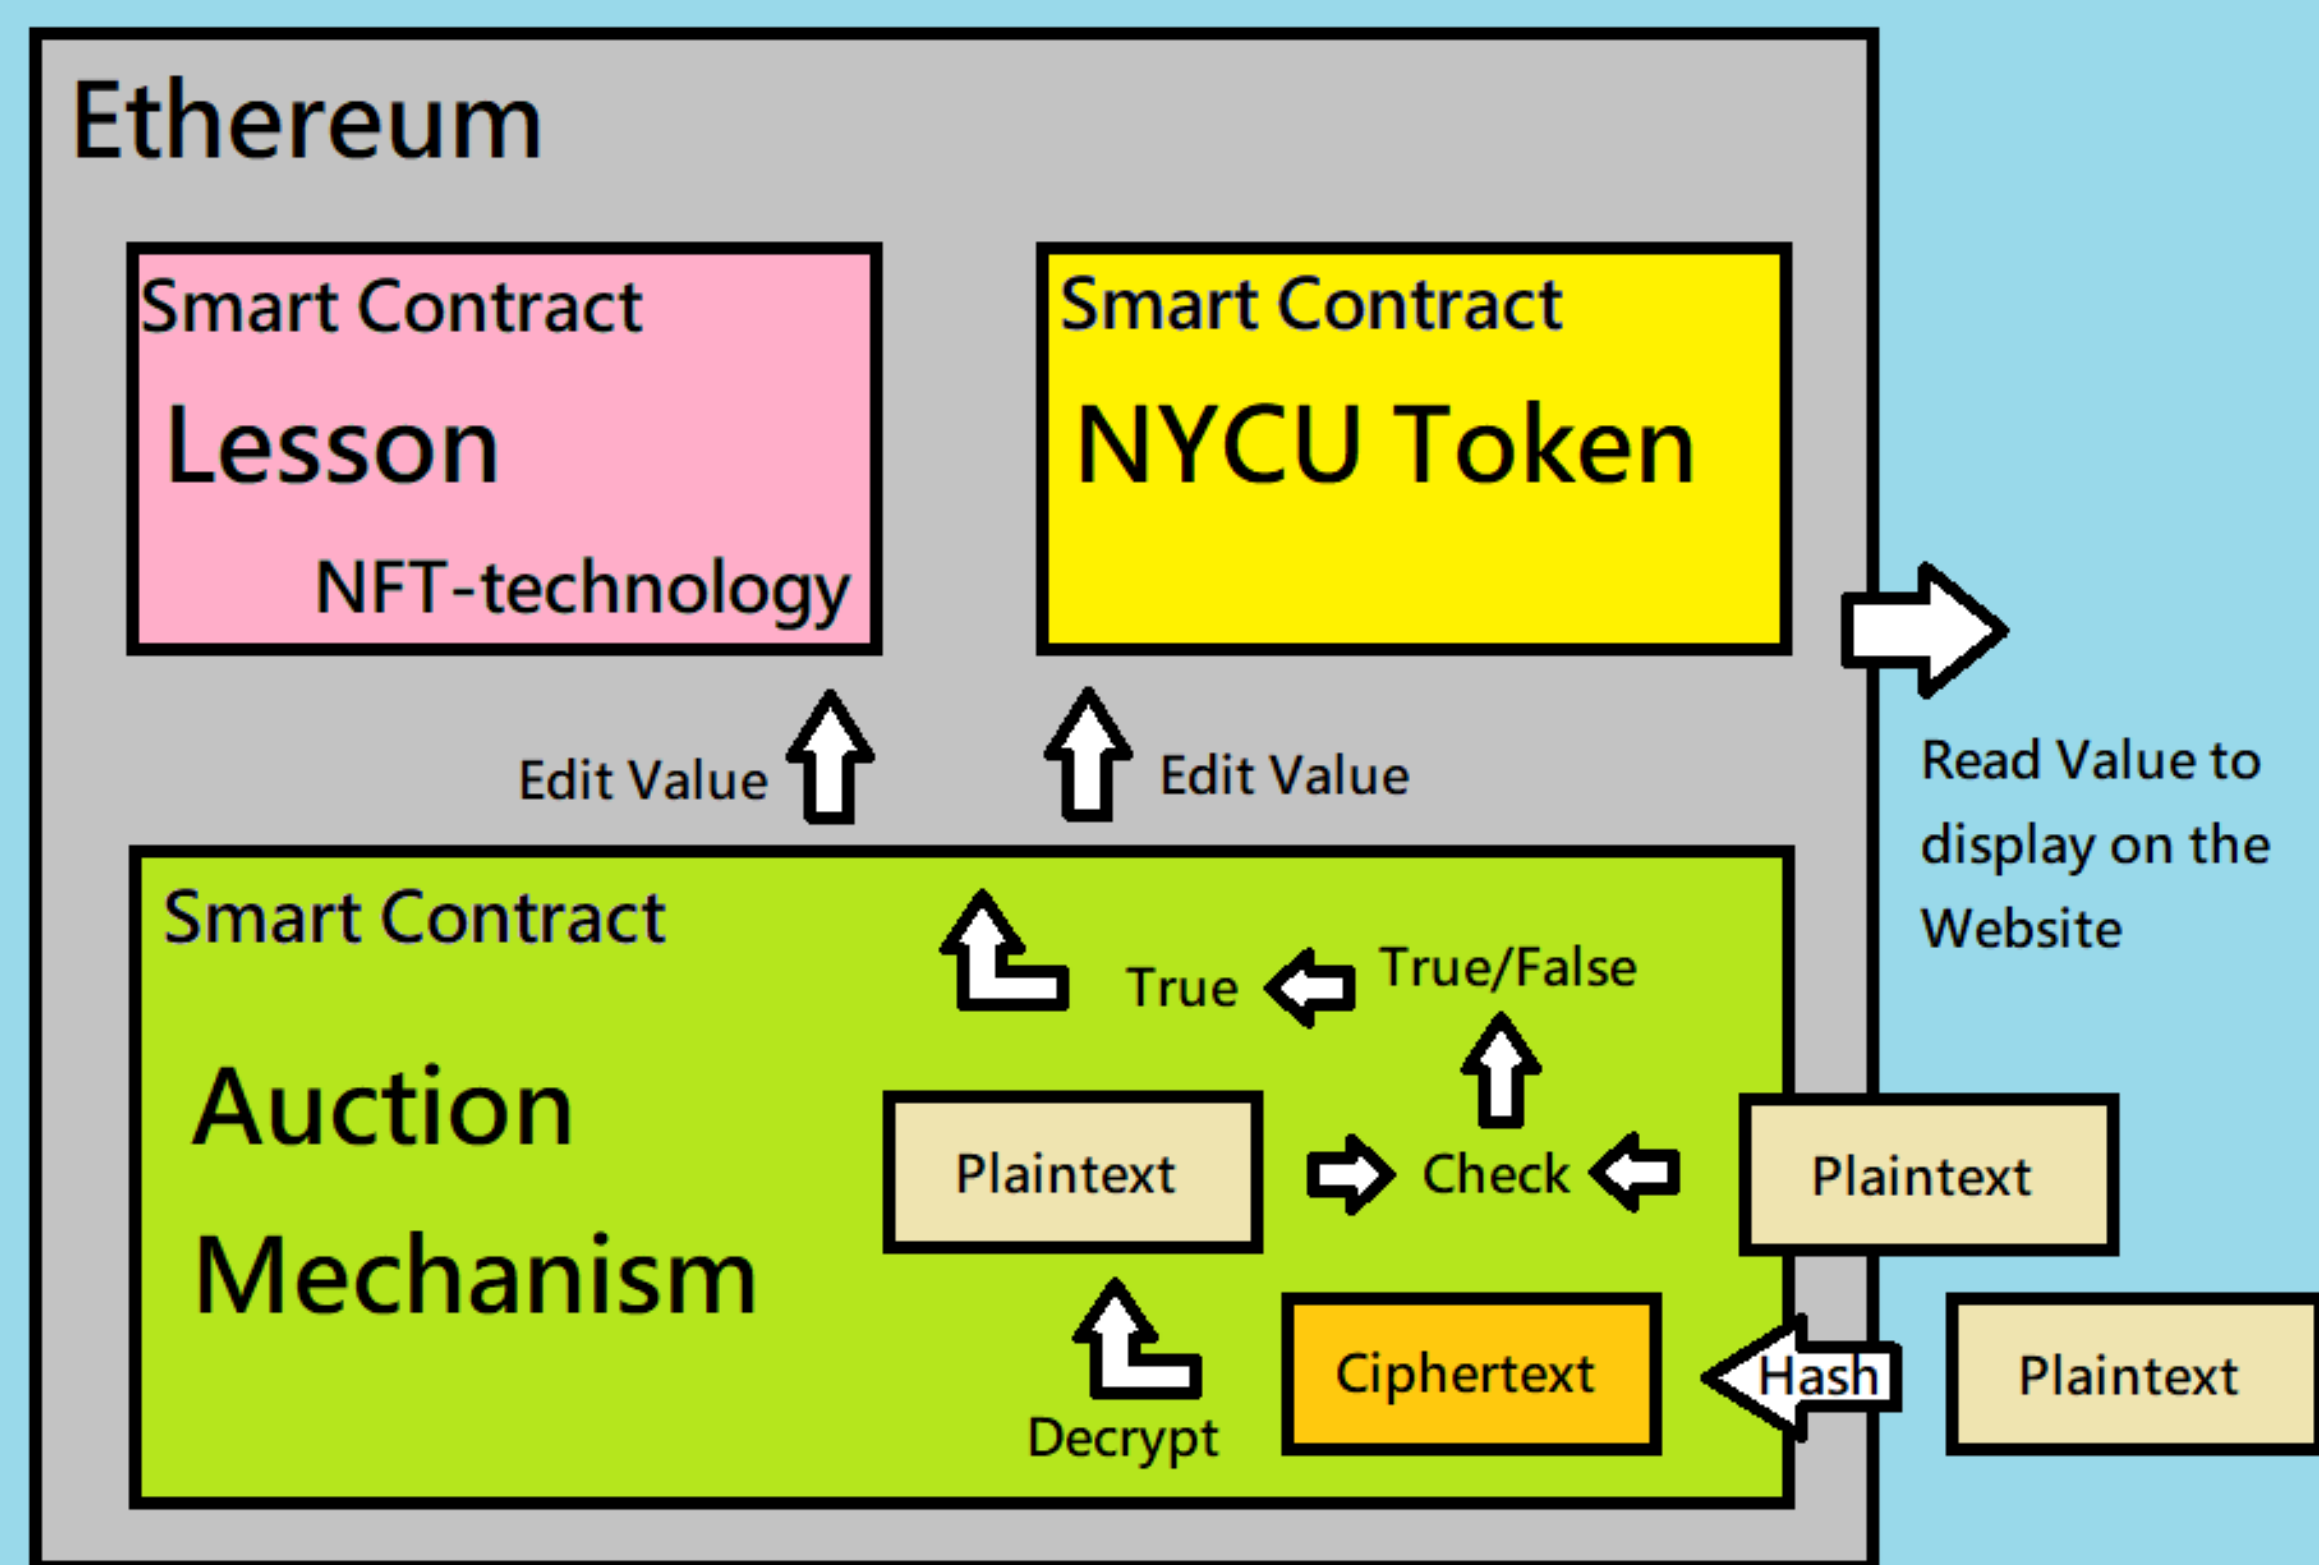 Ethereum
Smart Contract
Lesson
NFT-technology
Smart Contract
NYCU Token
Edit Value
Edit Value
Read Value to
display on the
Website
Smart Contract
Auction
Mechanism
True
True/False
Plaintext
Check
Plaintext
Decrypt
Ciphertext
Hash
Plaintext